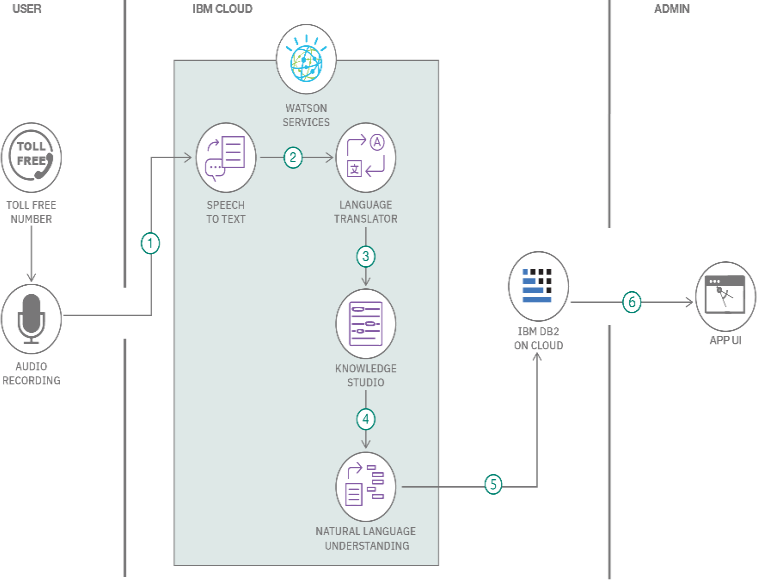 USER
IBM CLOUD
ADMIN
WATSON
SERVICES
TOLL
FREE
TOLL FREE
NUMBER
1
AUDIO
RECORDING
SPEECH
TO TEXT
2
A
文
LANGUAGE
TRANSLATOR
3
KNOWLEDGE
STUDIO
4
NATURAL LANGUAGE
UNDERSTANDING
5
IBM DB2
ON CLOUD
6
APP UI